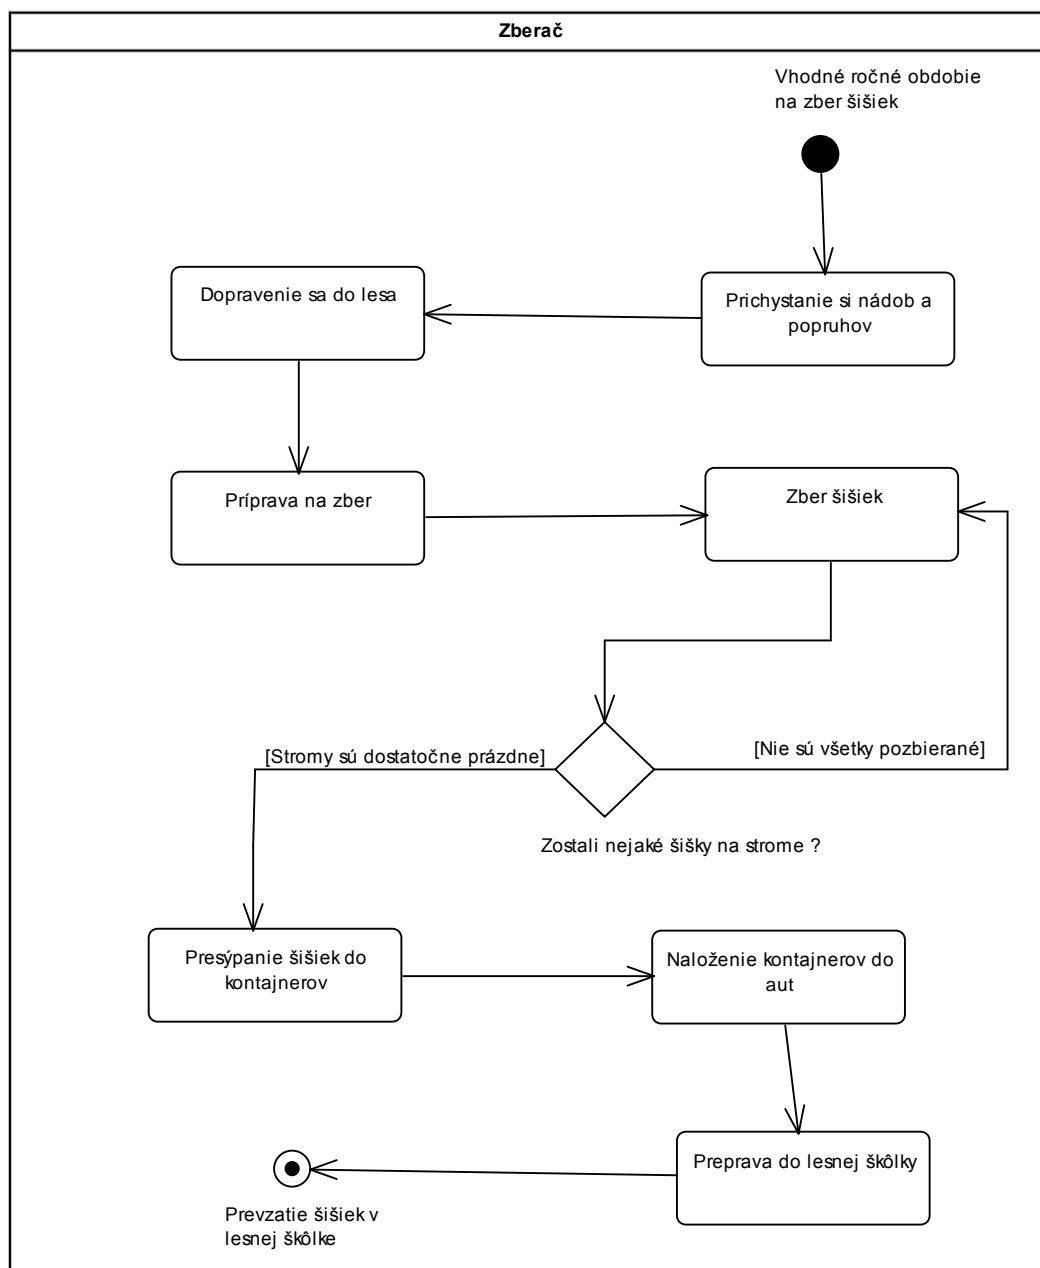 Zberač
Vhodné ročné obdobie
na zber šišiek
Prichystanie si nádob a
popruhov
Dopravenie sa do lesa
Príprava na zber
Zber šišiek
[Stromy sú dostatočne prázdne]
[Nie sú všetky pozbierané]
Zostali nejaké šišky na strome ?
Presýpanie šišiek do
kontajnerov
Naloženie kontajnerov do
aut
Preprava do lesnej škôlky
Prevzatie šišiek v
lesnej škôlke